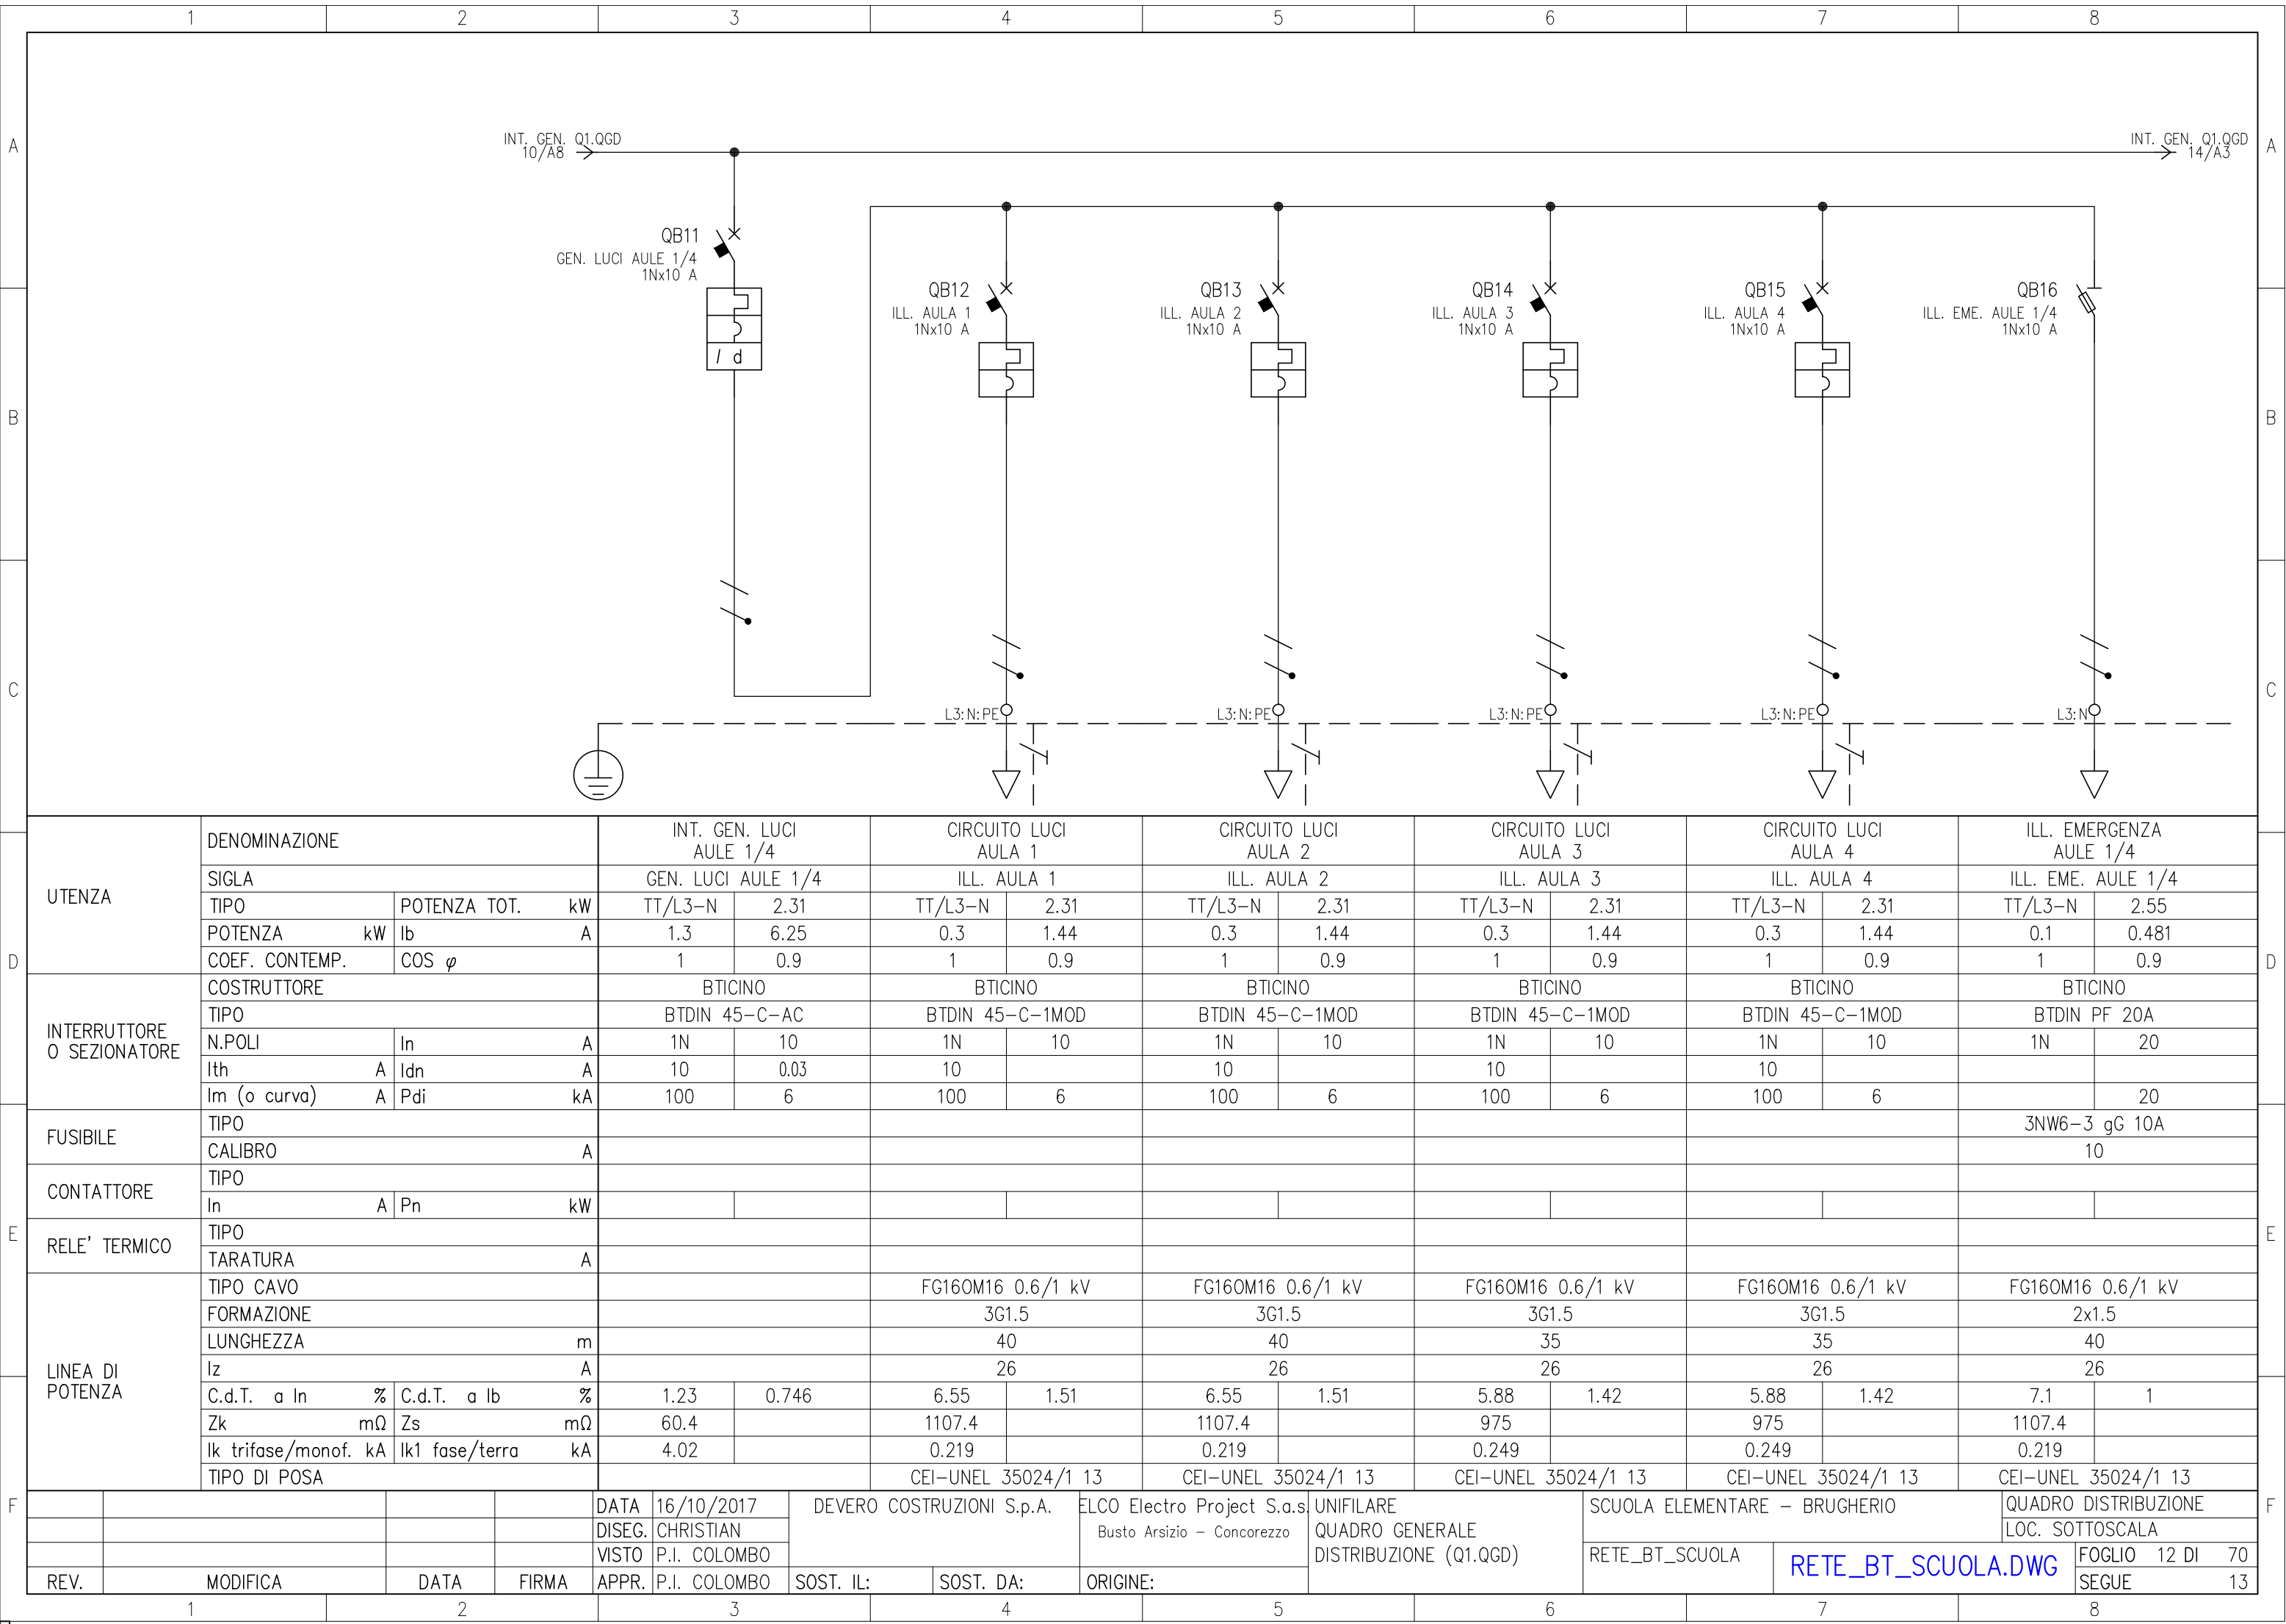 1 2 3 4 5 6 7 8
A A
INT. GEN. Q1.QGD
10/A8
INT. GEN. Q1.QGD
14/A3
QB11
GEN. LUCI AULE 1/4
1Nx10 A
I d
QB12
ILL. AULA 1
1Nx10 A
QB13
ILL. AULA 2
1Nx10 A
QB14
ILL. AULA 3
1Nx10 A
QB15
ILL. AULA 4
1Nx10 A
QB16
ILL. EME. AULE 1/4
1Nx10 A
B B
C C
L3:N:PE L3:N:PE L3:N:PE L3:N:PE L3:N
D D
E E
F F
UTENZA
DENOMINAZIONE
INT. GEN. LUCI
AULE 1/4
CIRCUITO LUCI
AULA 1
CIRCUITO LUCI
AULA 2
CIRCUITO LUCI
AULA 3
CIRCUITO LUCI
AULA 4
ILL. EMERGENZA
AULE 1/4
SIGLA GEN. LUCI AULE 1/4 ILL. AULA 1 ILL. AULA 2 ILL. AULA 3 ILL. AULA 4 ILL. EME. AULE 1/4
TIPO POTENZA TOT. kW TT/L3-N 2.31 TT/L3-N 2.31 TT/L3-N 2.31 TT/L3-N 2.31 TT/L3-N 2.31 TT/L3-N 2.55
POTENZA kW Ib A 1.3 6.25 0.3 1.44 0.3 1.44 0.3 1.44 0.3 1.44 0.1 0.481
COEF. CONTEMP. COS φ 1 0.9 1 0.9 1 0.9 1 0.9 1 0.9 1 0.9
INTERRUTTORE
O SEZIONATORE
COSTRUTTORE BTICINO BTICINO BTICINO BTICINO BTICINO BTICINO
TIPO BTDIN 45-C-AC BTDIN 45-C-1MOD BTDIN 45-C-1MOD BTDIN 45-C-1MOD BTDIN 45-C-1MOD BTDIN PF 20A
N.POLI In A 1N 10 1N 10 1N 10 1N 10 1N 10 1N 20
Ith A Idn A 10 0.03 10 10 10 10
Im (o curva) A Pdi kA 100 6 100 6 100 6 100 6 100 6 20
FUSIBILE
TIPO 3NW6-3 gG 10A
CALIBRO A 10
CONTATTORE
TIPO
In A Pn kW
RELE' TERMICO
TIPO
TARATURA A
LINEA DI
POTENZA
TIPO CAVO FG16OM16 0.6/1 kV FG16OM16 0.6/1 kV FG16OM16 0.6/1 kV FG16OM16 0.6/1 kV FG16OM16 0.6/1 kV
FORMAZIONE 3G1.5 3G1.5 3G1.5 3G1.5 2x1.5
LUNGHEZZA m 40 40 35 35 40
Iz A 26 26 26 26 26
C.d.T. a In % C.d.T. a Ib % 1.23 0.746 6.55 1.51 6.55 1.51 5.88 1.42 5.88 1.42 7.1 1
Zk mΩ Zs mΩ 60.4 1107.4 1107.4 975 975 1107.4
Ik trifase/monof. kA Ik1 fase/terra kA 4.02 0.219 0.219 0.249 0.249 0.219
TIPO DI POSA CEI-UNEL 35024/1 13 CEI-UNEL 35024/1 13 CEI-UNEL 35024/1 13 CEI-UNEL 35024/1 13 CEI-UNEL 35024/1 13
REV. MODIFICA DATA FIRMA
DATA 16/10/2017
DISEG. CHRISTIAN
VISTO P.I. COLOMBO
APPR. P.I. COLOMBO
DEVERO COSTRUZIONI S.p.A.
SOST. IL: SOST. DA: ORIGINE:
ELCO Electro Project S.a.s.
Busto Arsizio - Concorezzo
UNIFILARE
QUADRO GENERALE
DISTRIBUZIONE (Q1.QGD)
SCUOLA ELEMENTARE - BRUGHERIO
RETE_BT_SCUOLA
RETE_BT_SCUOLA.DWG
QUADRO DISTRIBUZIONE
LOC. SOTTOSCALA
FOGLIO 12 DI 70
SEGUE 13
1 2 3 4 5 6 7 8